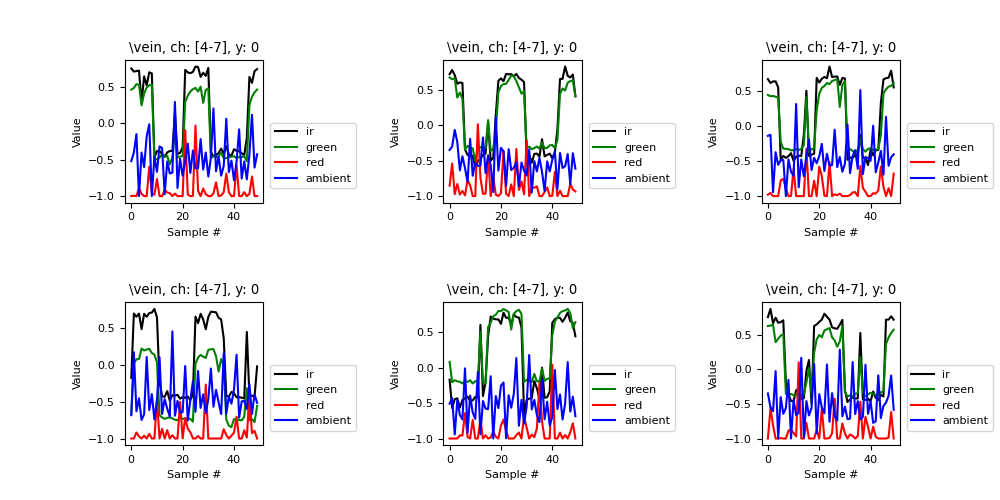 \vein, ch: [4-7], y: 0
Value
0.5
0.0
−0.5
−1.0
0
20
40
Sample #
ir
green
red
ambient
\vein, ch: [4-7], y: 0
Value
0.5
0.0
−0.5
−1.0
0
20
40
Sample #
ir
green
red
ambient
\vein, ch: [4-7], y: 0
Value
0.5
0.0
−0.5
−1.0
0
20
40
Sample #
ir
green
red
ambient
\vein, ch: [4-7], y: 0
Value
0.5
0.0
−0.5
−1.0
0
20
40
Sample #
ir
green
red
ambient
\vein, ch: [4-7], y: 0
Value
0.5
0.0
−0.5
−1.0
0
20
40
Sample #
ir
green
red
ambient
\vein, ch: [4-7], y: 0
Value
0.5
0.0
−0.5
−1.0
0
20
40
Sample #
ir
green
red
ambient